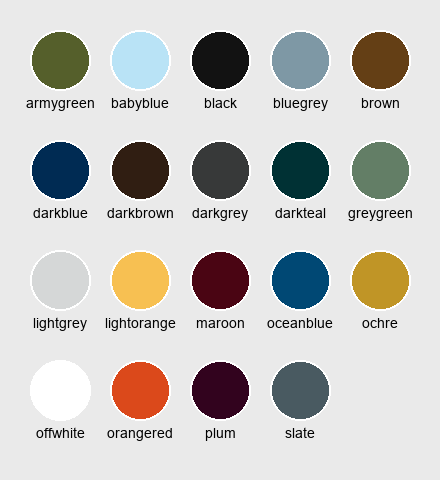 armygreen babyblue black bluegrey brown
darkblue darkbrown darkgrey darkteal greygreen
lightgrey lightorange maroon oceanblue ochre
offwhite orangered plum slate